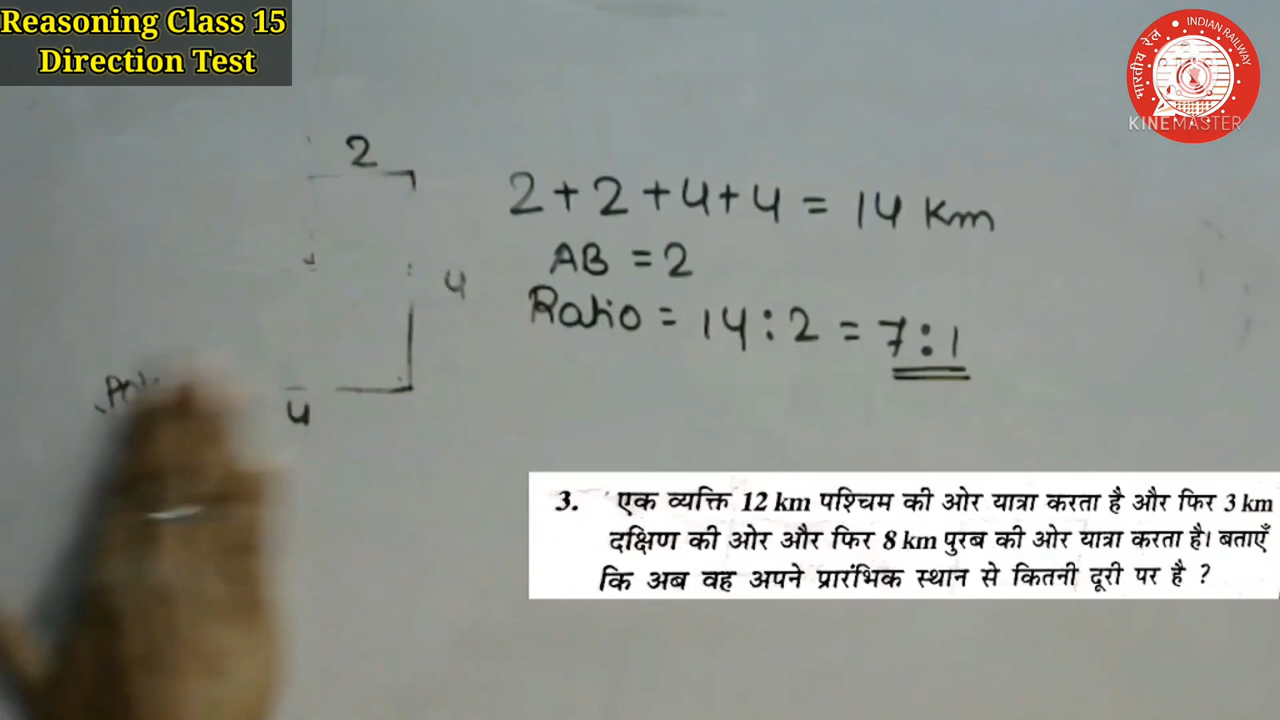 Reasoning Class 15
Direction Test
भारतीय रेल
INDIAN RAILWAY
KINEMASTER
2
4
4
2 + 2 + 4 + 4 = 14 Km
AB = 2
Ratio = 14 : 2 = 7 : 1
3. एक व्यक्ति 12 km पश्चिम की ओर यात्रा करता है और फिर 3 km
दक्षिण की ओर और फिर 8 km पुरब की ओर यात्रा करता है। बताएँ
कि अब वह अपने प्रारंभिक स्थान से कितनी दूरी पर है ?